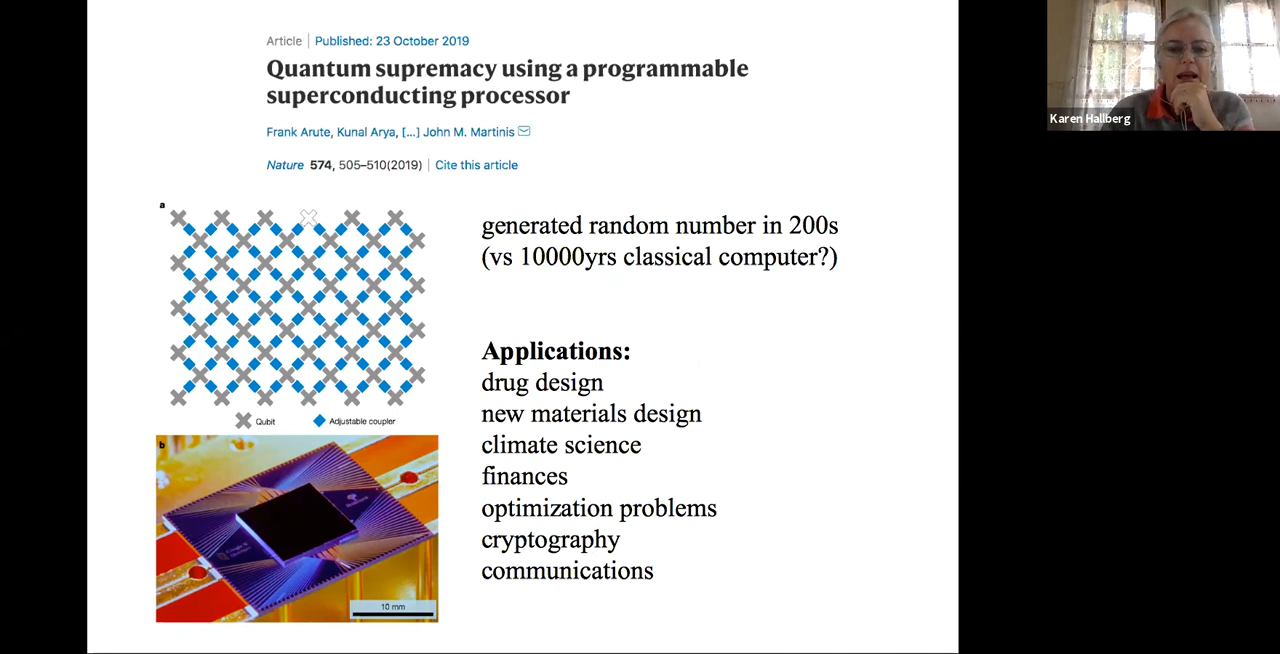 Article | Published: 23 October 2019
Quantum supremacy using a programmable
superconducting processor
Frank Arute, Kunal Arya, [...] John M. Martinis
Nature 574, 505–510(2019) | Cite this article
a
Qubit
Adjustable coupler
b
10 mm
generated random number in 200s
(vs 10000yrs classical computer?)
Applications:
drug design
new materials design
climate science
finances
optimization problems
cryptography
communications
Karen Hallberg